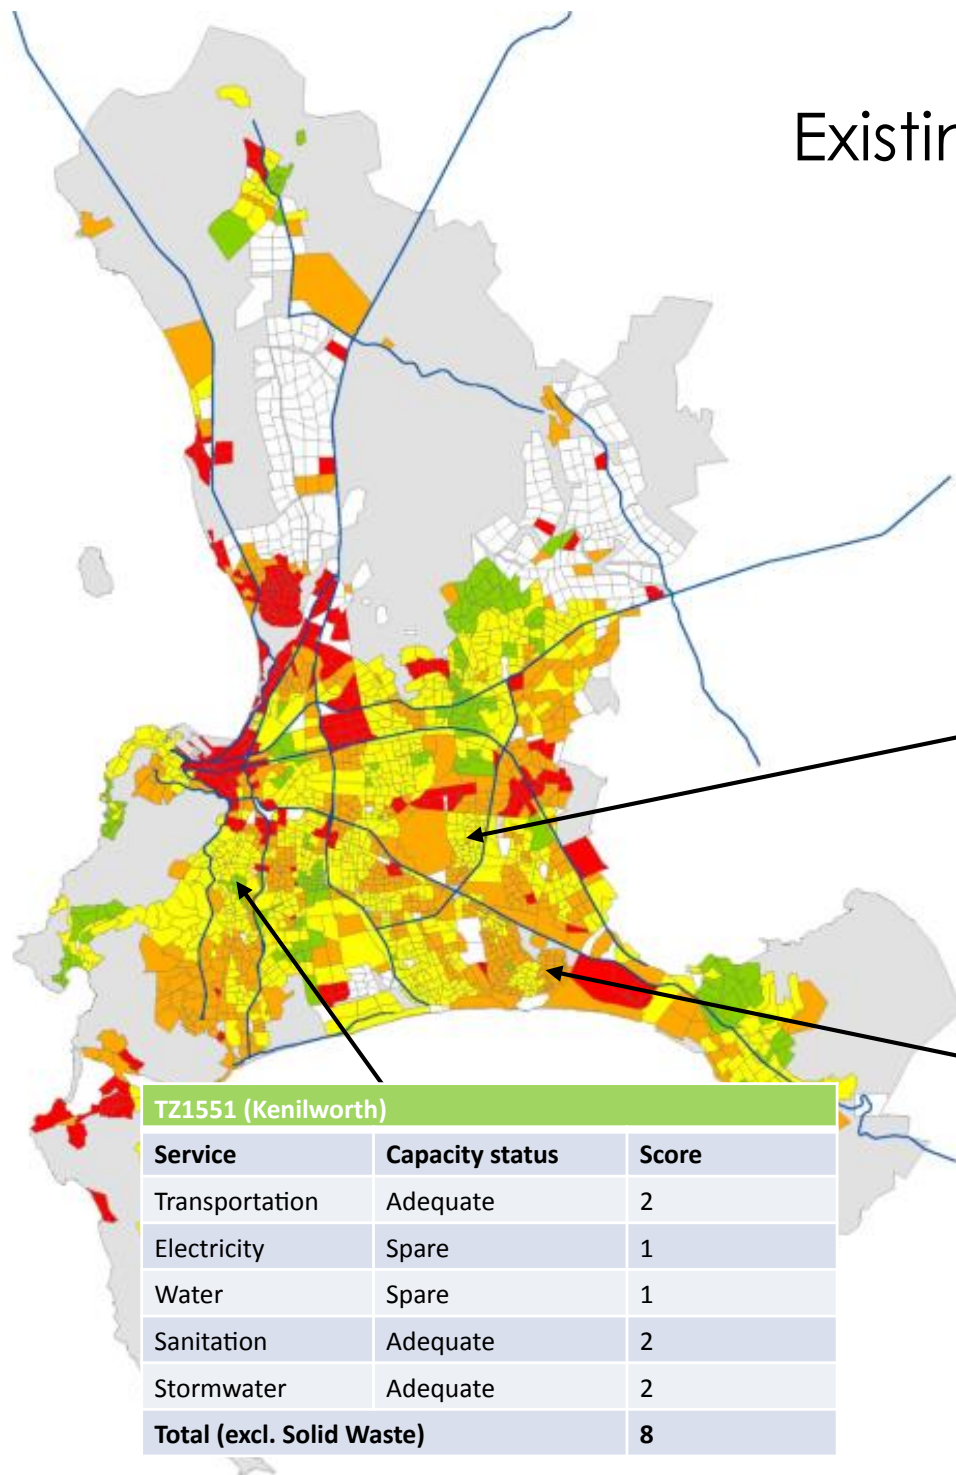 Existin
TZ1551 (Kenilworth)
Service Capacity status Score
Transportation Adequate 2
Electricity Spare 1
Water Spare 1
Sanitation Adequate 2
Stormwater Adequate 2
Total (excl. Solid Waste) 8